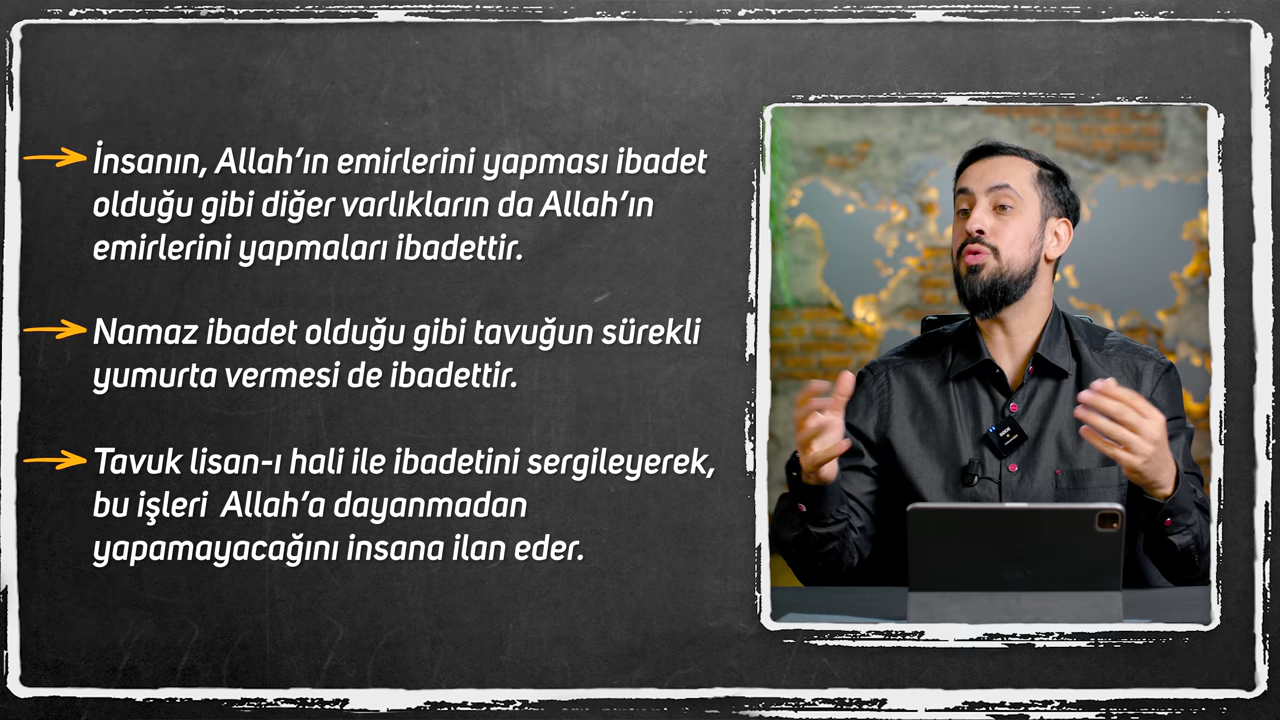 İnsanın, Allah’ın emirlerini yapması ibadet
olduğu gibi diğer varlıkların da Allah’ın
emirlerini yapmaları ibadettir.
Namaz ibadet olduğu gibi tavuğun sürekli
yumurta vermesi de ibadettir.
Tavuk lisan-ı hali ile ibadetini sergileyerek,
bu işleri  Allah’a dayanmadan
yapamayacağını insana ilan eder.